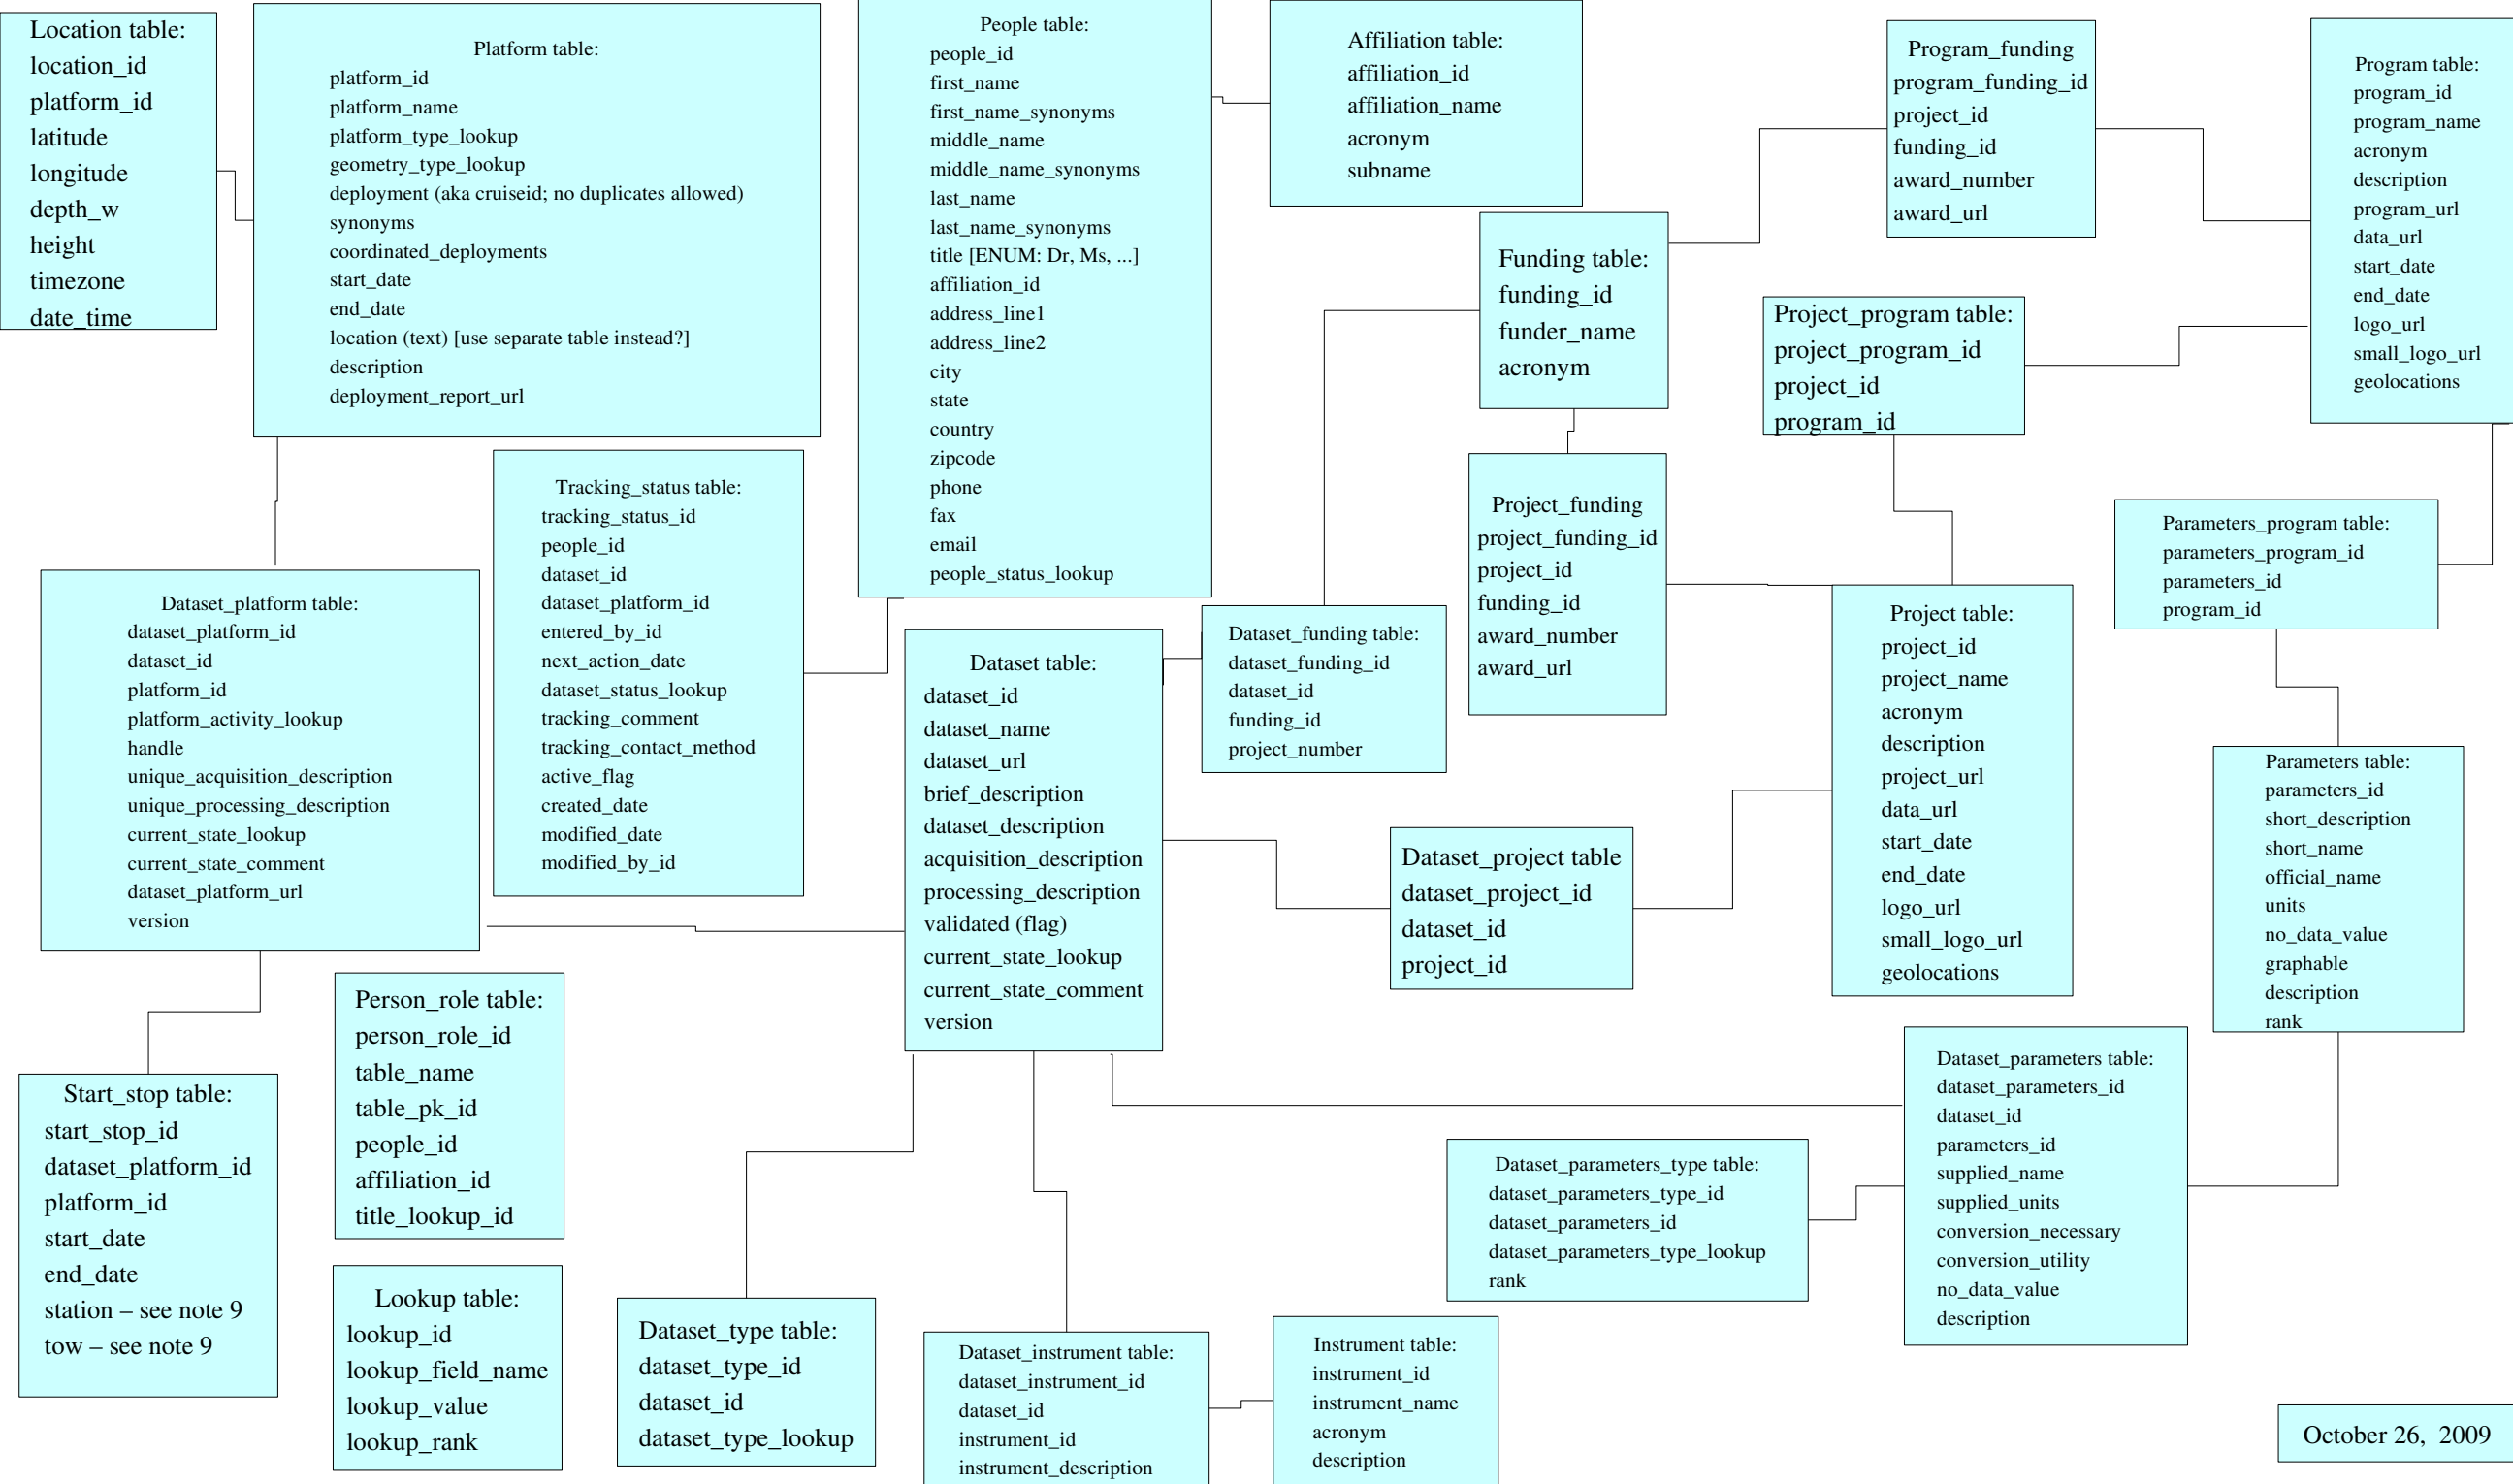 Location table:
location_id
platform_id
latitude
longitude
depth_w
height
timezone
date_time
Platform table:
platform_id
platform_name
platform_type_lookup
geometry_type_lookup
deployment (aka cruiseid; no duplicates allowed)
synonyms
coordinated_deployments
start_date
end_date
location (text) [use separate table instead?]
description
deployment_report_url
People table:
people_id
first_name
first_name_synonyms
middle_name
middle_name_synonyms
last_name
last_name_synonyms
title [ENUM: Dr, Ms, ...]
affiliation_id
address_line1
address_line2
city
state
country
zipcode
phone
fax
email
people_status_lookup
Affiliation table:
affiliation_id
affiliation_name
acronym
subname
Program_funding
program_funding_id
project_id
funding_id
award_number
award_url
Program table:
program_id
program_name
acronym
description
program_url
data_url
start_date
end_date
logo_url
small_logo_url
geolocations
Funding table:
funding_id
funder_name
acronym
Project_program table:
project_program_id
project_id
program_id
Tracking_status table:
tracking_status_id
people_id
dataset_id
dataset_platform_id
entered_by_id
next_action_date
dataset_status_lookup
tracking_comment
tracking_contact_method
active_flag
created_date
modified_date
modified_by_id
Project_funding
project_funding_id
project_id
funding_id
award_number
award_url
Parameters_program table:
parameters_program_id
parameters_id
program_id
Dataset_platform table:
dataset_platform_id
dataset_id
platform_id
platform_activity_lookup
handle
unique_acquisition_description
unique_processing_description
current_state_lookup
current_state_comment
dataset_platform_url
version
Dataset table:
dataset_id
dataset_name
dataset_url
brief_description
dataset_description
acquisition_description
processing_description
validated (flag)
current_state_lookup
current_state_comment
version
Dataset_funding table:
dataset_funding_id
dataset_id
funding_id
project_number
Project table:
project_id
project_name
acronym
description
project_url
data_url
start_date
end_date
logo_url
small_logo_url
geolocations
Parameters table:
parameters_id
short_description
short_name
official_name
units
no_data_value
graphable
description
rank
Dataset_project table
dataset_project_id
dataset_id
project_id
Person_role table:
person_role_id
table_name
table_pk_id
people_id
affiliation_id
title_lookup_id
Start_stop table:
start_stop_id
dataset_platform_id
platform_id
start_date
end_date
station – see note 9
tow – see note 9
Dataset_parameters table:
dataset_parameters_id
dataset_id
parameters_id
supplied_name
supplied_units
conversion_necessary
conversion_utility
no_data_value
description
Dataset_parameters_type table:
dataset_parameters_type_id
dataset_parameters_id
dataset_parameters_type_lookup
rank
Lookup table:
lookup_id
lookup_field_name
lookup_value
lookup_rank
Dataset_type table:
dataset_type_id
dataset_id
dataset_type_lookup
Dataset_instrument table:
dataset_instrument_id
dataset_id
instrument_id
instrument_description
Instrument table:
instrument_id
instrument_name
acronym
description
October 26, 2009